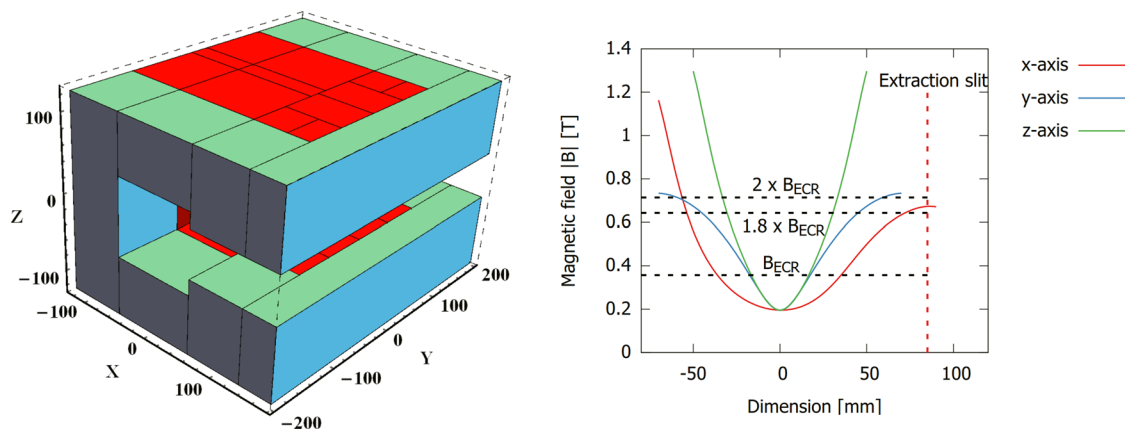 100
0
Z
−100
−100
0
X
100
−200
−100
0
Y
100
200
1.4
1.2
1
0.8
0.6
0.4
0.2
0
Magnetic field |B| [T]
-50
0
50
100
Dimension [mm]
Extraction slit
2 x B_ECR
1.8 x B_ECR
B_ECR
x-axis
y-axis
z-axis